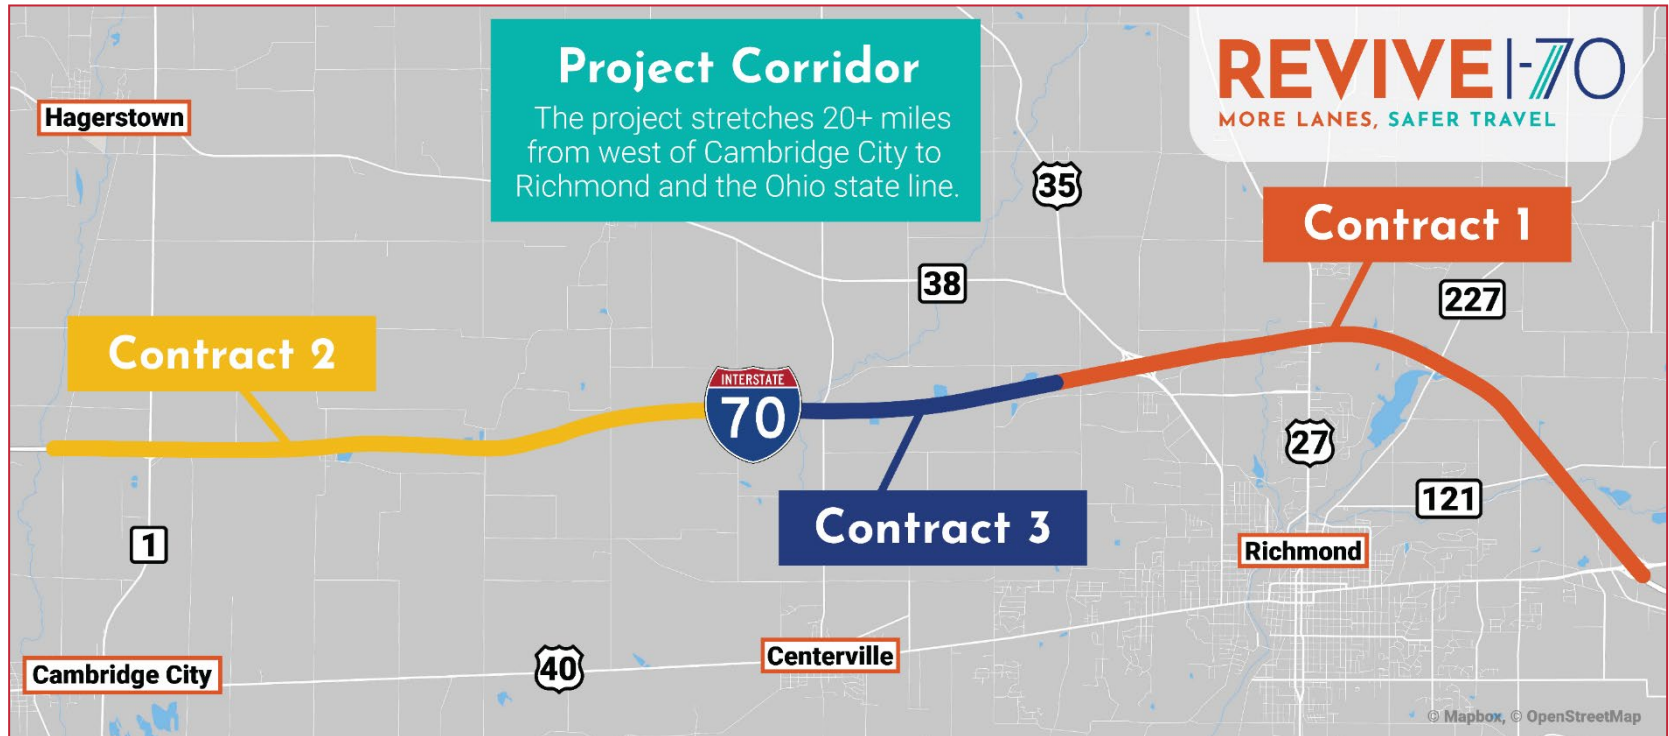 Project Corridor
The project stretches 20+ miles
from west of Cambridge City to
Richmond and the Ohio state line.
REVIVE I-70
MORE LANES, SAFER TRAVEL
Hagerstown
35
Contract 1
38
227
Contract 2
INTERSTATE
70
27
121
Contract 3
1
Richmond
Centerville
40
Cambridge City
© Mapbox, © OpenStreetMap